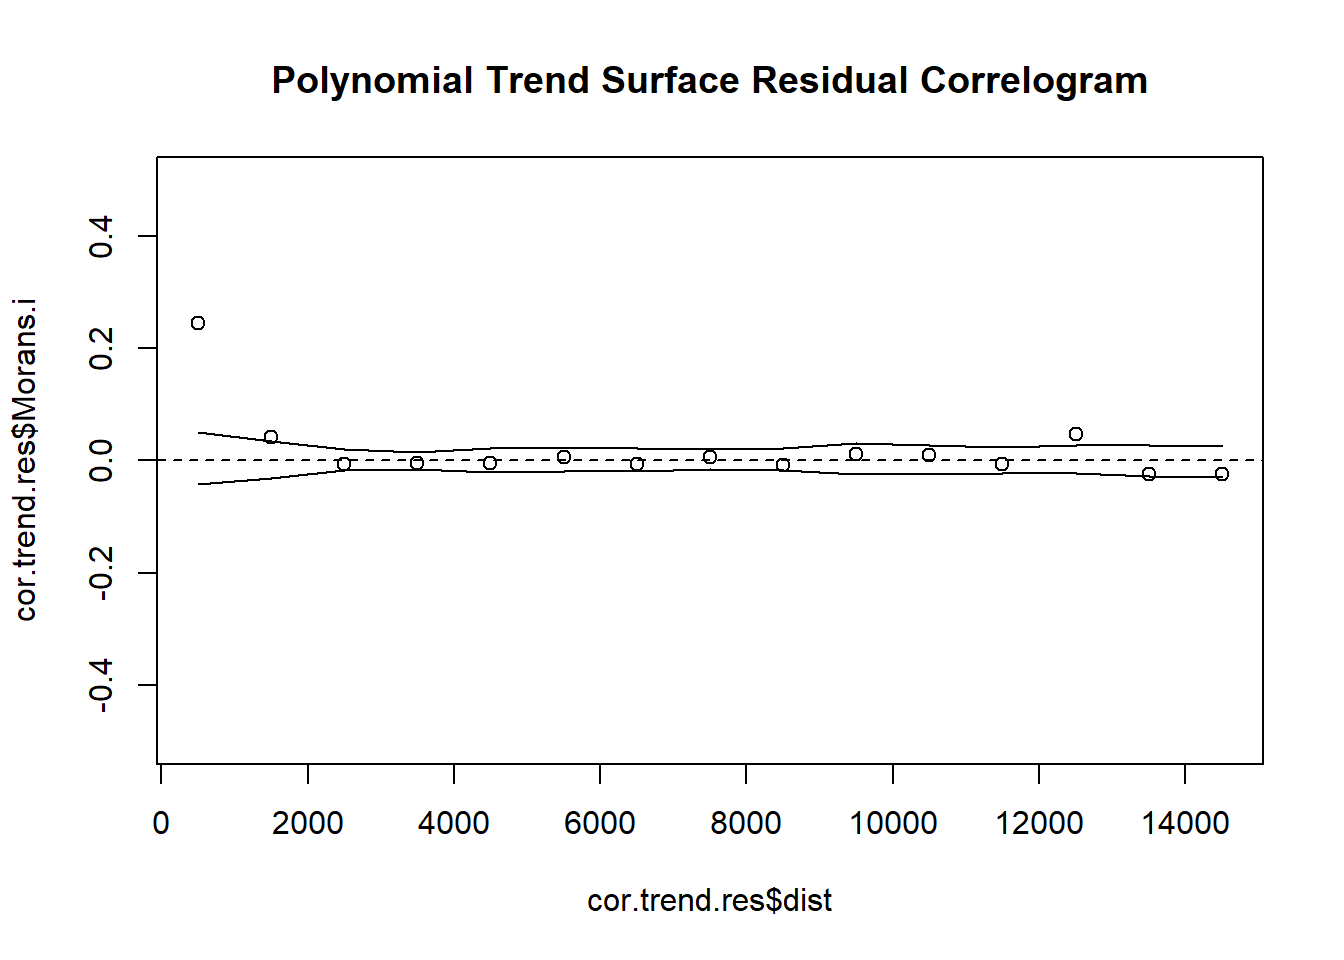 Polynomial Trend Surface Residual Correlogram
cor.trend.res$Morans.i
0.4
0.2
0.0
-0.2
-0.4
0 2000 4000 6000 8000 10000 12000 14000
cor.trend.res$dist